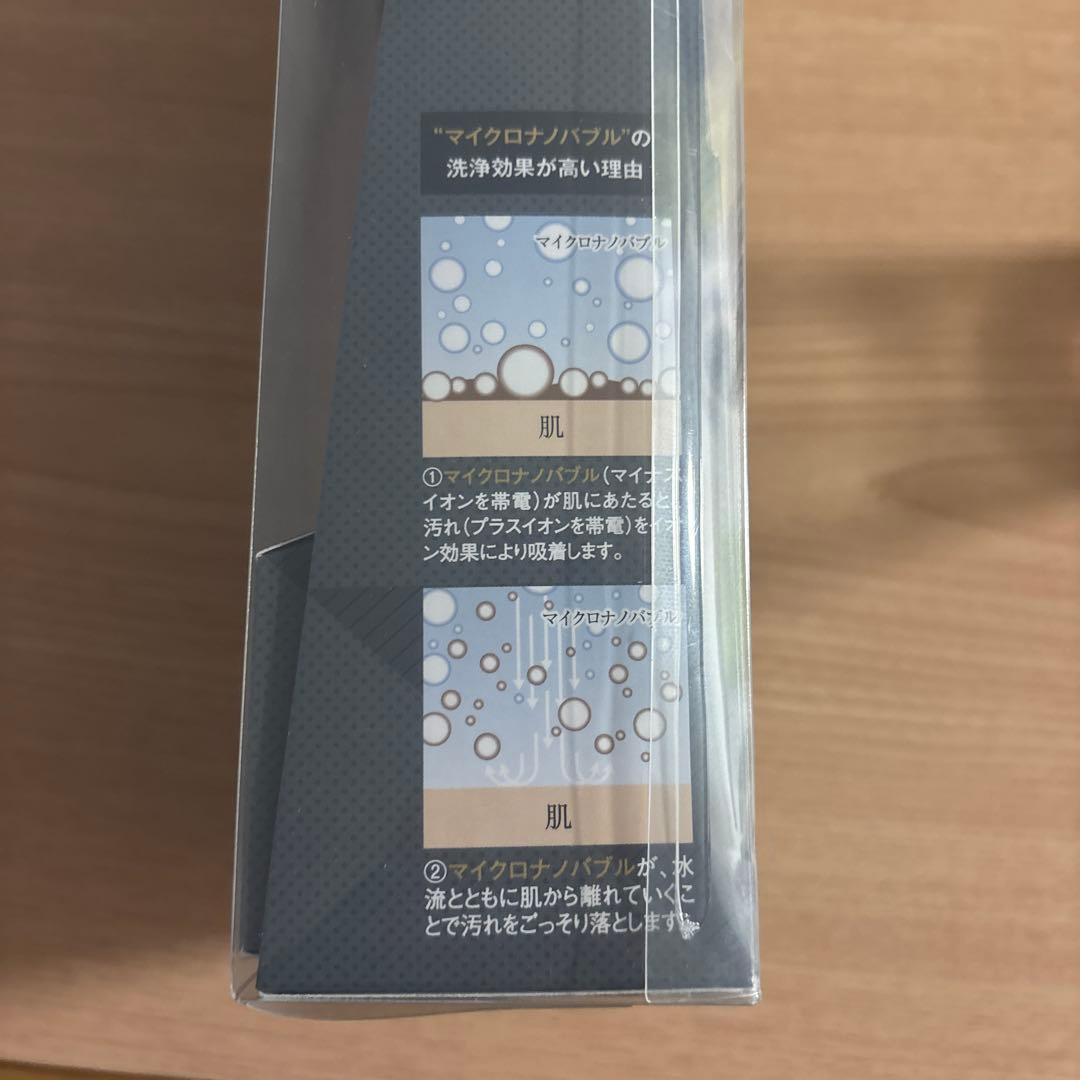 “マイクロナノバブル”の
洗浄効果が高い理由
マイクロナノバブル
肌
①マイクロナノバブル(マイナス
イオンを帯電)が肌にあたると、
汚れ(プラスイオンを帯電)をイオ
ン効果により吸着します。
マイクロナノバブル
肌
②マイクロナノバブルが、水
流とともに肌から離れていくこ
とで汚れをごっそり落とします。